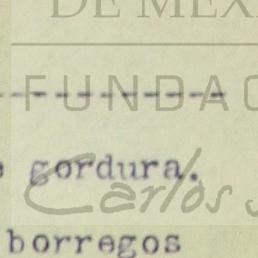 DE MEX
FUNDAC
gordura.
Carlos S
borregos